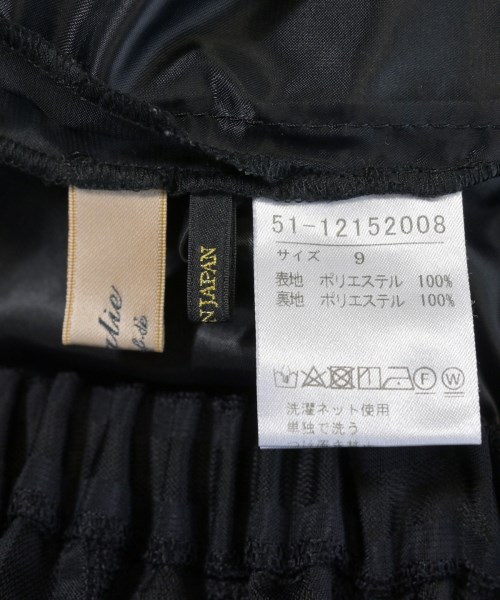 51-12152008
サイズ 9
表地 ポリエステル 100%
裏地 ポリエステル 100%
F W
洗濯ネット使用
単独で洗う
N JAPAN